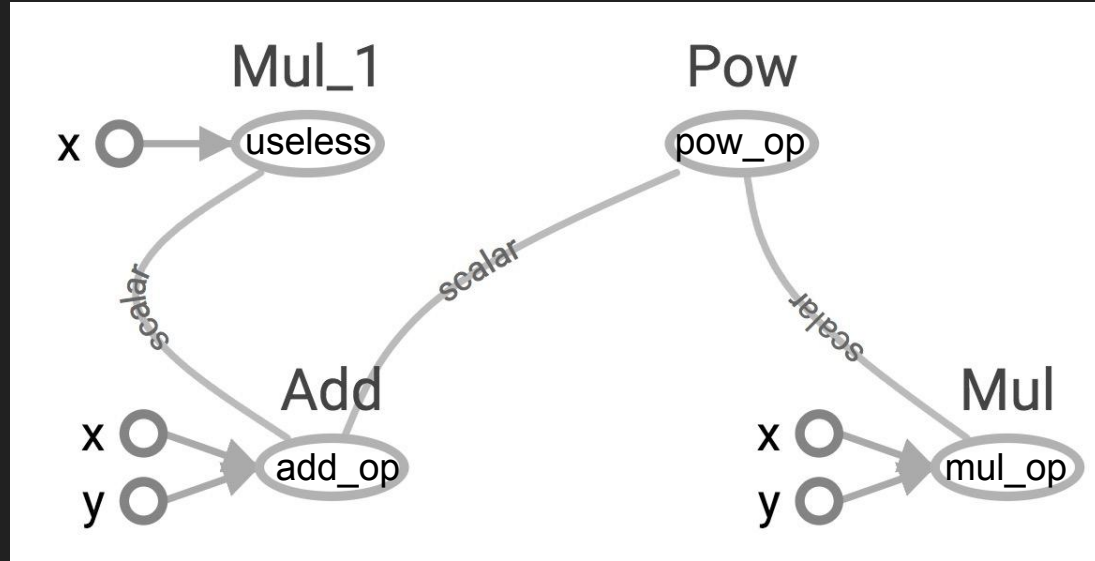 Mul_1
Pow
x
useless
pow_op
scalar
scalar
scalar
Add
Mul
x
x
add_op
mul_op
y
y